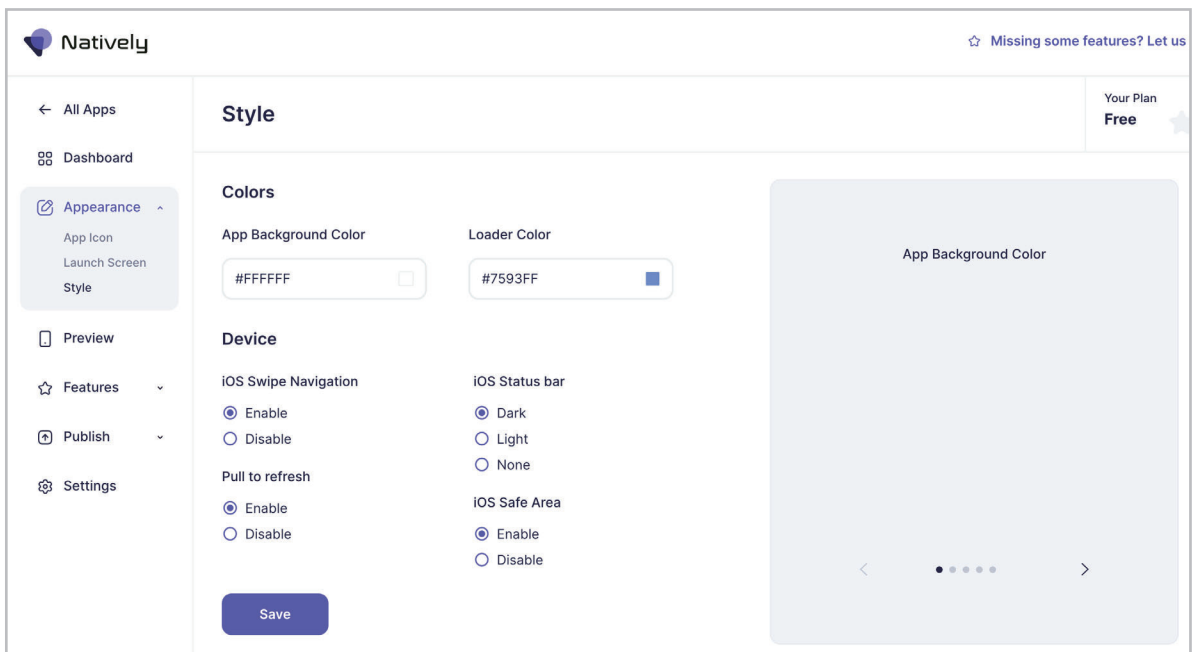 Natively
Missing some features? Let us
All Apps
Dashboard
Appearance
App Icon
Launch Screen
Style
Preview
Features
Publish
Settings
Style
Your Plan
Free
Colors
App Background Color
Loader Color
#FFFFFF
#7593FF
Device
iOS Swipe Navigation
Enable
Disable
Pull to refresh
Enable
Disable
iOS Status bar
Dark
Light
None
iOS Safe Area
Enable
Disable
Save
App Background Color